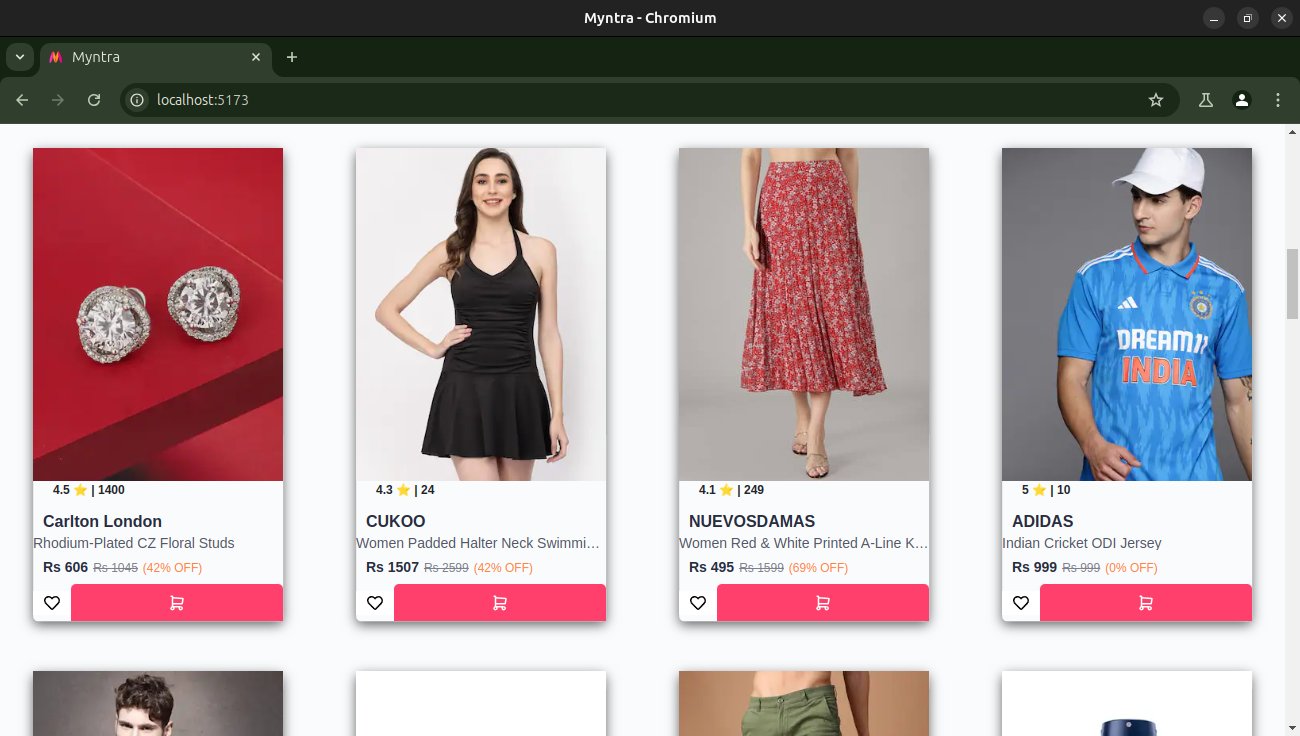 Myntra - Chromium
Myntra
localhost:5173
DREAM11
INDIA
4.5 ⭐ | 1400
Carlton London
Rhodium-Plated CZ Floral Studs
Rs 606 Rs 1045 (42% OFF)
4.3 ⭐ | 24
CUKOO
Women Padded Halter Neck Swimmi...
Rs 1507 Rs 2599 (42% OFF)
4.1 ⭐ | 249
NUEVOSDAMAS
Women Red & White Printed A-Line K...
Rs 495 Rs 1599 (69% OFF)
5 ⭐ | 10
ADIDAS
Indian Cricket ODI Jersey
Rs 999 Rs 999 (0% OFF)